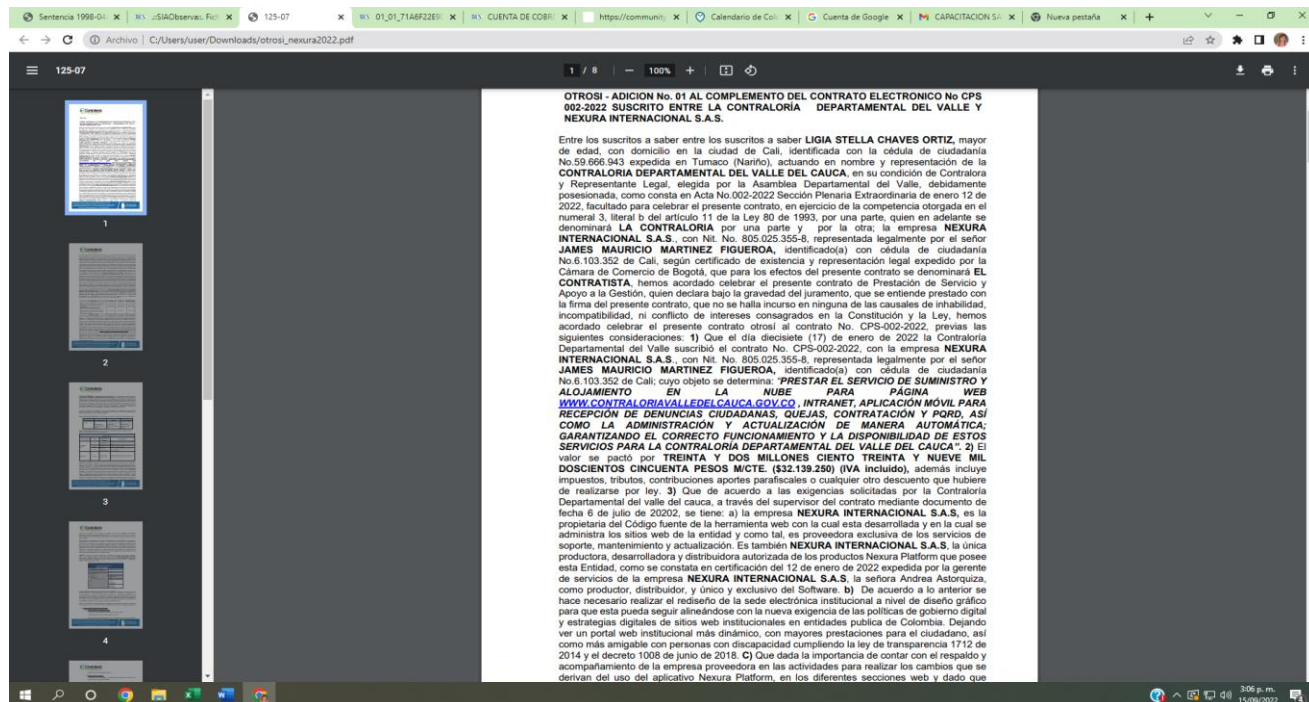 Sentencia 1998-04
..:SIAObservas. Fich
125-07
01_01_71A6F22E9
CUENTA DE COBR
https://community
Calendario de Col
Cuenta de Google
CAPACITACION SA
Nueva pestaña
Archivo | C:/Users/user/Downloads/otrosi_nexura2022.pdf
125-07
1 / 8
100%
OTROSI - ADICION No. 01 AL COMPLEMENTO DEL CONTRATO ELECTRONICO No CPS
002-2022 SUSCRITO ENTRE LA CONTRALORÍA DEPARTAMENTAL DEL VALLE Y
NEXURA INTERNACIONAL S.A.S.
Entre los suscritos a saber entre los suscritos a saber LIGIA STELLA CHAVES ORTIZ, mayor
de edad, con domicilio en la ciudad de Cali, identificada con la cédula de ciudadanía
No.59.666.943 expedida en Tumaco (Nariño), actuando en nombre y representación de la
CONTRALORIA DEPARTAMENTAL DEL VALLE DEL CAUCA, en su condición de Contralora
y Representante Legal, elegida por la Asamblea Departamental del Valle, debidamente
posesionada, como consta en Acta No.002-2022 Sección Plenaria Extraordinaria de enero 12 de
2022, facultado para celebrar el presente contrato, en ejercicio de la competencia otorgada en el
numeral 3, literal b del artículo 11 de la Ley 80 de 1993, por una parte, quien en adelante se
denominará LA CONTRALORIA por una parte y por la otra; la empresa NEXURA
INTERNACIONAL S.A.S., con Nit. No. 805.025.355-8, representada legalmente por el señor
JAMES MAURICIO MARTINEZ FIGUEROA, identificado(a) con cédula de ciudadanía
No.6.103.352 de Cali, según certificado de existencia y representación legal expedido por la
Cámara de Comercio de Bogotá, que para los efectos del presente contrato se denominará EL
CONTRATISTA, hemos acordado celebrar el presente contrato de Prestación de Servicio y
Apoyo a la Gestión, quien declara bajo la gravedad del juramento, que se entiende prestado con
la firma del presente contrato, que no se halla incurso en ninguna de las causales de inhabilidad,
incompatibilidad, ni conflicto de intereses consagrados en la Constitución y la Ley, hemos
acordado celebrar el presente contrato otrosí al contrato No. CPS-002-2022, previas las
siguientes consideraciones: 1) Que el día diecisiete (17) de enero de 2022 la Contraloría
Departamental del Valle suscribió el contrato No. CPS-002-2022, con la empresa NEXURA
INTERNACIONAL S.A.S., con Nit. No. 805.025.355-8, representada legalmente por el señor
JAMES MAURICIO MARTINEZ FIGUEROA, identificado(a) con cédula de ciudadanía
No.6.103.352 de Cali; cuyo objeto se determina: "PRESTAR EL SERVICIO DE SUMINISTRO Y
ALOJAMIENTO EN LA NUBE PARA PÁGINA WEB
WWW.CONTRALORIAVALLEDELCAUCA.GOV.CO , INTRANET, APLICACIÓN MÓVIL PARA
RECEPCIÓN DE DENUNCIAS CIUDADANAS, QUEJAS, CONTRATACIÓN Y PQRD, ASÍ
COMO LA ADMINISTRACIÓN Y ACTUALIZACIÓN DE MANERA AUTOMÁTICA;
GARANTIZANDO EL CORRECTO FUNCIONAMIENTO Y LA DISPONIBILIDAD DE ESTOS
SERVICIOS PARA LA CONTRALORÍA DEPARTAMENTAL DEL VALLE DEL CAUCA". 2) El
valor se pactó por TREINTA Y DOS MILLONES CIENTO TREINTA Y NUEVE MIL
DOSCIENTOS CINCUENTA PESOS M/CTE. ($32.139.250) (IVA incluido), además incluye
impuestos, tributos, contribuciones aportes parafiscales o cualquier otro descuento que hubiere
de realizarse por ley. 3) Que de acuerdo a las exigencias solicitadas por la Contraloría
Departamental del valle del cauca, a través del supervisor del contrato mediante documento de
fecha 6 de julio de 20202, se tiene: a) la empresa NEXURA INTERNACIONAL S.A.S, es la
propietaria del Código fuente de la herramienta web con la cual esta desarrollada y en la cual se
administra los sitios web de la entidad y como tal, es proveedora exclusiva de los servicios de
soporte, mantenimiento y actualización. Es también NEXURA INTERNACIONAL S.A.S, la única
productora, desarrolladora y distribuidora autorizada de los productos Nexura Platform que posee
esta Entidad, como se constata en certificación del 12 de enero de 2022 expedida por la gerente
de servicios de la empresa NEXURA INTERNACIONAL S.A.S, la señora Andrea Astorquiza,
como productor, distribuidor, y único y exclusivo del Software. b) De acuerdo a lo anterior se
hace necesario realizar el rediseño de la sede electrónica institucional a nivel de diseño gráfico
para que esta pueda seguir alineándose con la nueva exigencia de las políticas de gobierno digital
y estrategias digitales de sitios web institucionales en entidades publica de Colombia. Dejando
ver un portal web institucional más dinámico, con mayores prestaciones para el ciudadano, así
como más amigable con personas con discapacidad cumpliendo la ley de transparencia 1712 de
2014 y el decreto 1008 de junio de 2018. C) Que dada la importancia de contar con el respaldo y
acompañamiento de la empresa proveedora en las actividades para realizar los cambios que se
derivan del uso del aplicativo Nexura Platform, en los diferentes secciones web y dado que
1
2
3
4
3:06 p. m.
15/09/2022